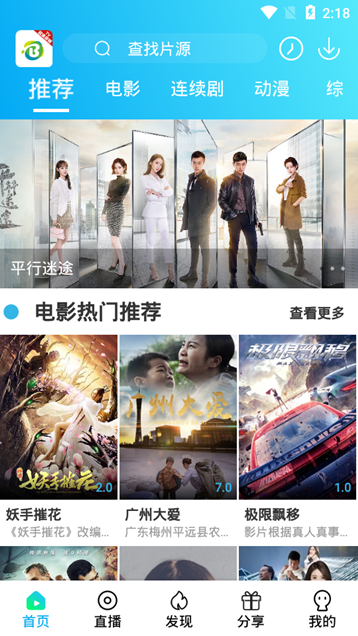 2:18
查找片源
推荐 电影 连续剧 动漫 综
平行迷途
电影热门推荐 查看更多
妖手摧花
2.0
广州大爱
2.0
极限飘移
1.0
妖手摧花 广州大爱 极限飘移
《妖手摧花》改编... 广东梅州平远县农... 影片根据真人真事...
首页 直播 发现 分享 我的